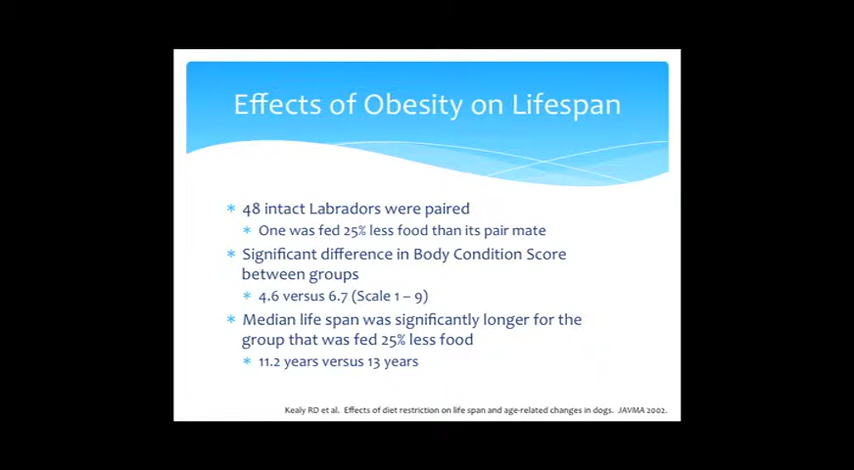 Effects of Obesity on Lifespan
* 48 intact Labradors were paired
* One was fed 25% less food than its pair mate
* Significant difference in Body Condition Score
between groups
* 4.6 versus 6.7 (Scale 1 – 9)
* Median life span was significantly longer for the
group that was fed 25% less food
* 11.2 years versus 13 years
Kealy RD et al. Effects of diet restriction on life span and age-related changes in dogs. JAVMA 2002.